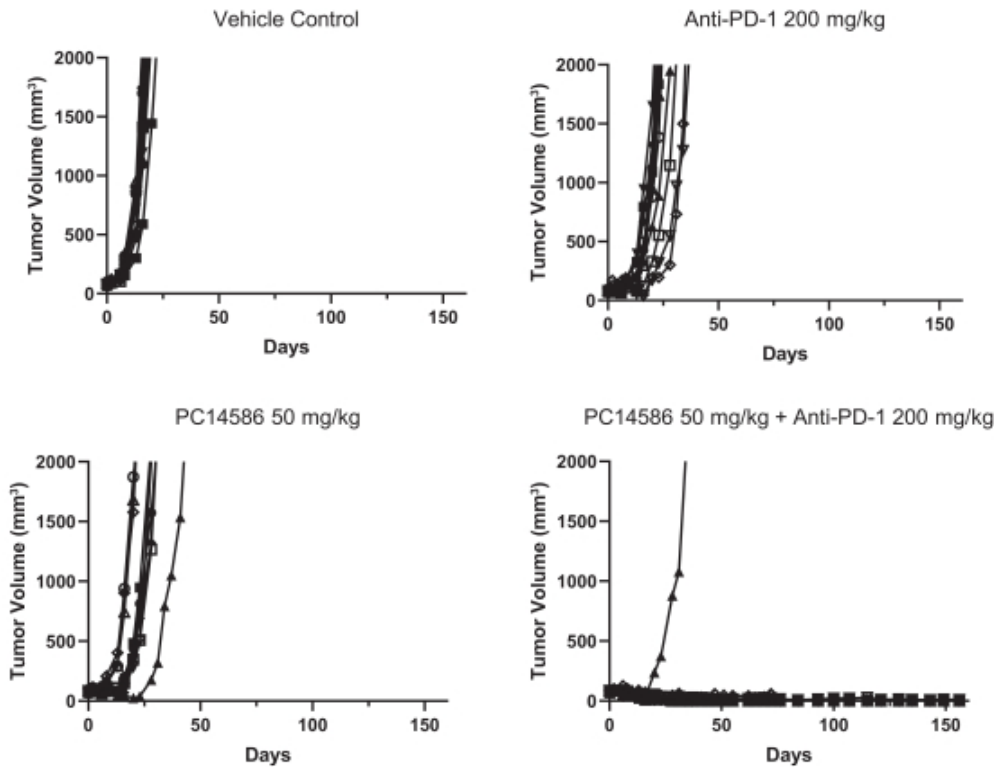 Vehicle Control
Tumor Volume (mm³)
2000
1500
1000
500
0
0 50 100 150
Days
Anti-PD-1 200 mg/kg
Tumor Volume (mm³)
2000
1500
1000
500
0
0 50 100 150
Days
PC14586 50 mg/kg
Tumor Volume (mm³)
2000
1500
1000
500
0
0 50 100 150
Days
PC14586 50 mg/kg + Anti-PD-1 200 mg/kg
Tumor Volume (mm³)
2000
1500
1000
500
0
0 50 100 150
Days